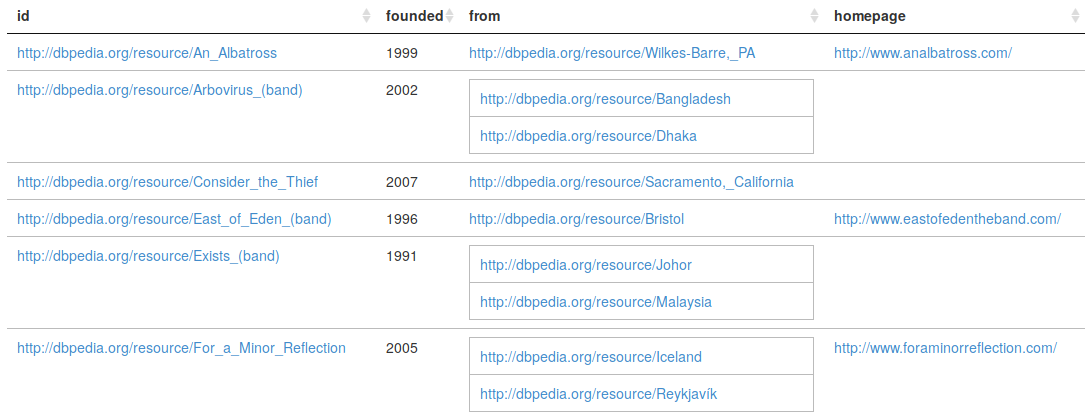 id founded from homepage
http://dbpedia.org/resource/An_Albatross 1999 http://dbpedia.org/resource/Wilkes-Barre,_PA http://www.analbatross.com/
http://dbpedia.org/resource/Arbovirus_(band) 2002 http://dbpedia.org/resource/Bangladesh
http://dbpedia.org/resource/Dhaka
http://dbpedia.org/resource/Consider_the_Thief 2007 http://dbpedia.org/resource/Sacramento,_California
http://dbpedia.org/resource/East_of_Eden_(band) 1996 http://dbpedia.org/resource/Bristol http://www.eastofedentheband.com/
http://dbpedia.org/resource/Exists_(band) 1991 http://dbpedia.org/resource/Johor
http://dbpedia.org/resource/Malaysia
http://dbpedia.org/resource/For_a_Minor_Reflection 2005 http://dbpedia.org/resource/Iceland http://www.foraminorreflection.com/
http://dbpedia.org/resource/Reykjavík